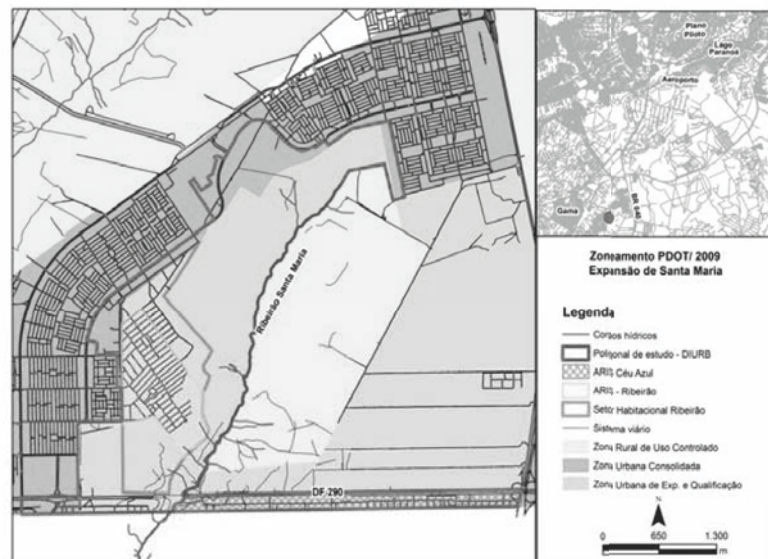 Ribeirão Santa Maria
DF 290
Plano
Piloto
Lago
Paranoá
Aeroporto
Gama
BR 040
Zoneamento PDOT/ 2009
Expansão de Santa Maria
Legenda
Corsos hídricos
Poligonal de estudo - DIURB
ARIS Céu Azul
ARIS - Ribeirão
Setor Habitacional Ribeirão
Sistema viário
Zona Rural de Uso Controlado
Zona Urbana Consolidada
Zona Urbana de Exp. e Qualificação
N
0 650 1.300
m